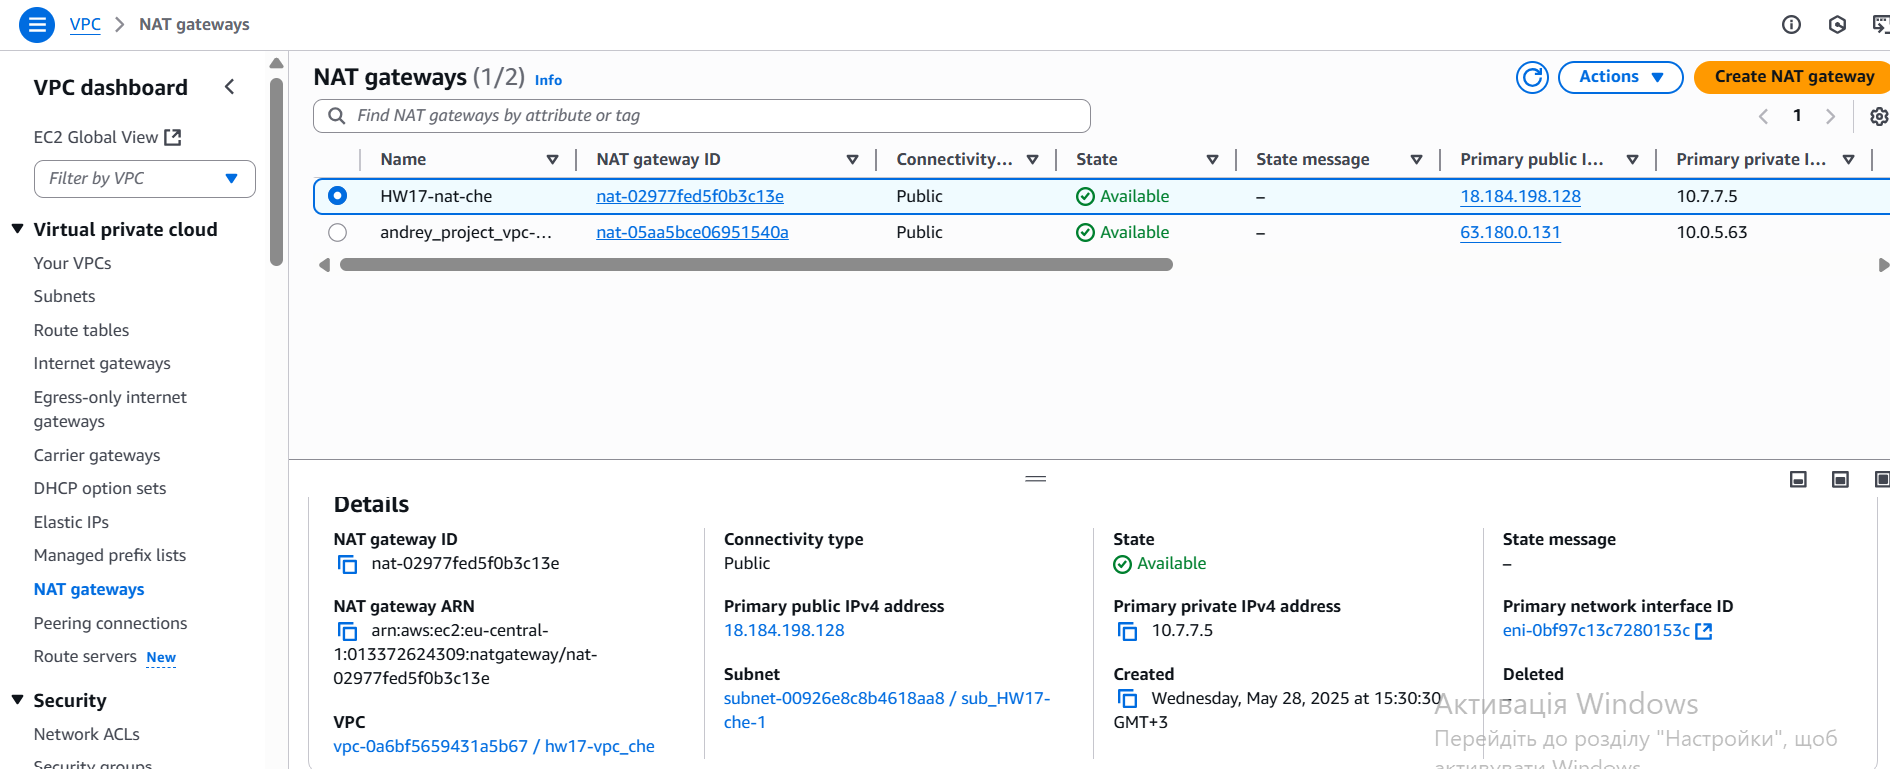 VPC > NAT gateways
VPC dashboard
EC2 Global View
Filter by VPC
Virtual private cloud
Your VPCs
Subnets
Route tables
Internet gateways
Egress-only internet
gateways
Carrier gateways
DHCP option sets
Elastic IPs
Managed prefix lists
NAT gateways
Peering connections
Route servers New
Security
Network ACLs
Security groups
NAT gateways (1/2) Info
Actions
Create NAT gateway
Find NAT gateways by attribute or tag
1
Name NAT gateway ID Connectivity... State State message Primary public I... Primary private I...
HW17-nat-che nat-02977fed5f0b3c13e Public Available – 18.184.198.128 10.7.7.5
andrey_project_vpc-... nat-05aa5bce06951540a Public Available – 63.180.0.131 10.0.5.63
Details
NAT gateway ID
nat-02977fed5f0b3c13e
NAT gateway ARN
arn:aws:ec2:eu-central-
1:013372624309:natgateway/nat-
02977fed5f0b3c13e
VPC
vpc-0a6bf5659431a5b67 / hw17-vpc_che
Connectivity type
Public
Primary public IPv4 address
18.184.198.128
Subnet
subnet-00926e8c8b4618aa8 / sub_HW17-
che-1
State
Available
Primary private IPv4 address
10.7.7.5
Created
Wednesday, May 28, 2025 at 15:30:30
GMT+3
State message
–
Primary network interface ID
eni-0bf97c13c7280153c
Deleted
–
Активація Windows
Перейдіть до розділу "Настройки", щоб
активувати Windows.